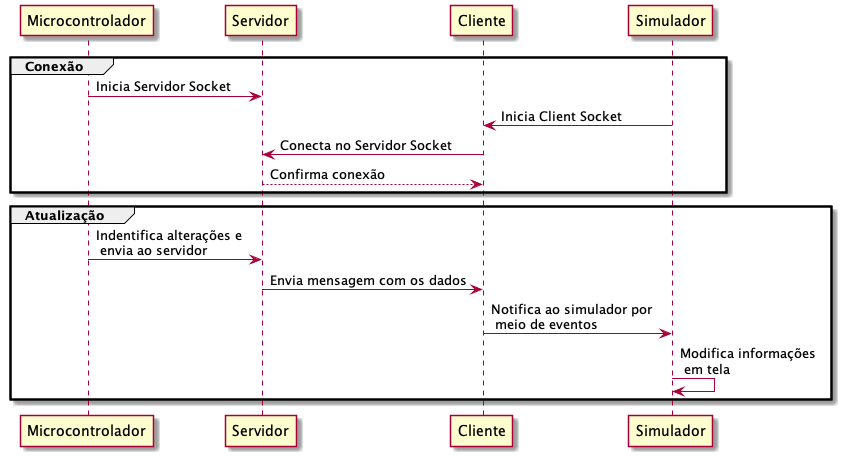 Microcontrolador Servidor Cliente Simulador
Conexão
Inicia Servidor Socket
Inicia Client Socket
Conecta no Servidor Socket
Confirma conexão
Atualização
Indentifica alterações e
envia ao servidor
Envia mensagem com os dados
Notifica ao simulador por
meio de eventos
Modifica informações
em tela
Microcontrolador Servidor Cliente Simulador